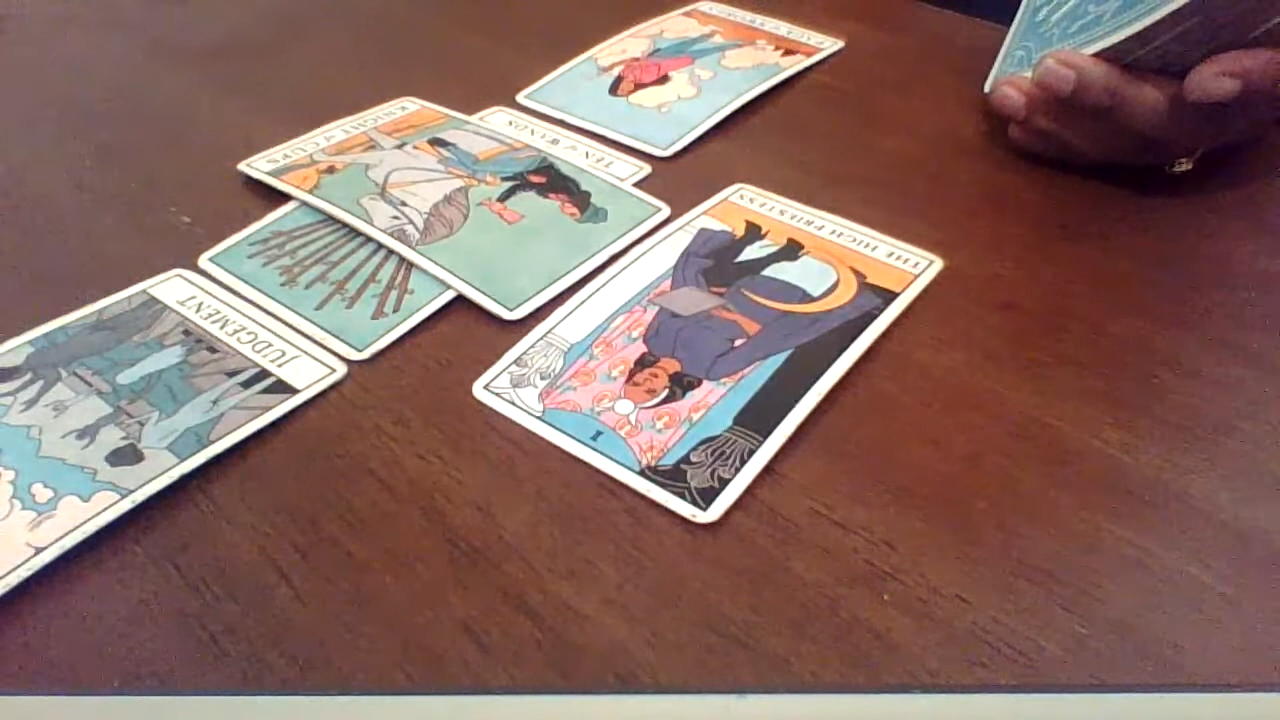 PAGE of SWORDS
KNIGHT of CUPS
TEN of WANDS
THE HIGH PRIESTESS
JUDGEMENT
I